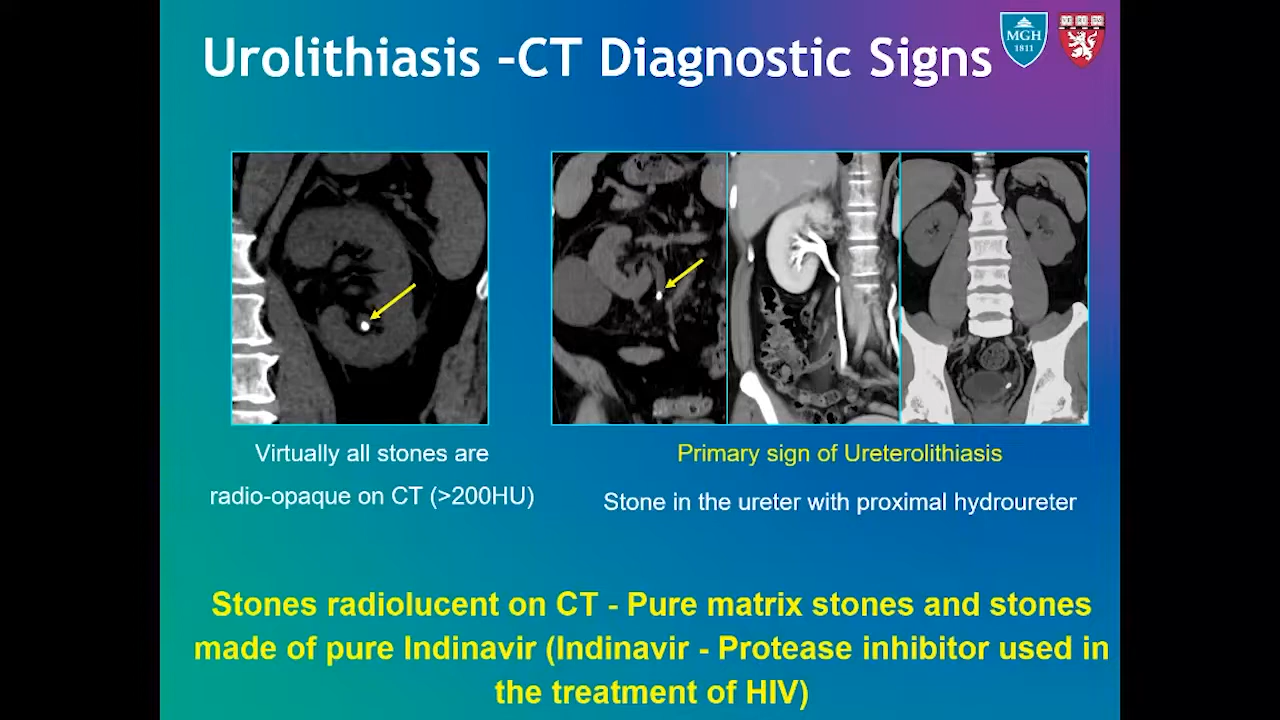 Urolithiasis -CT Diagnostic Signs
MGH
1811
Virtually all stones are
radio-opaque on CT (>200HU)
Primary sign of Ureterolithiasis
Stone in the ureter with proximal hydroureter
Stones radiolucent on CT - Pure matrix stones and stones
made of pure Indinavir (Indinavir - Protease inhibitor used in
the treatment of HIV)